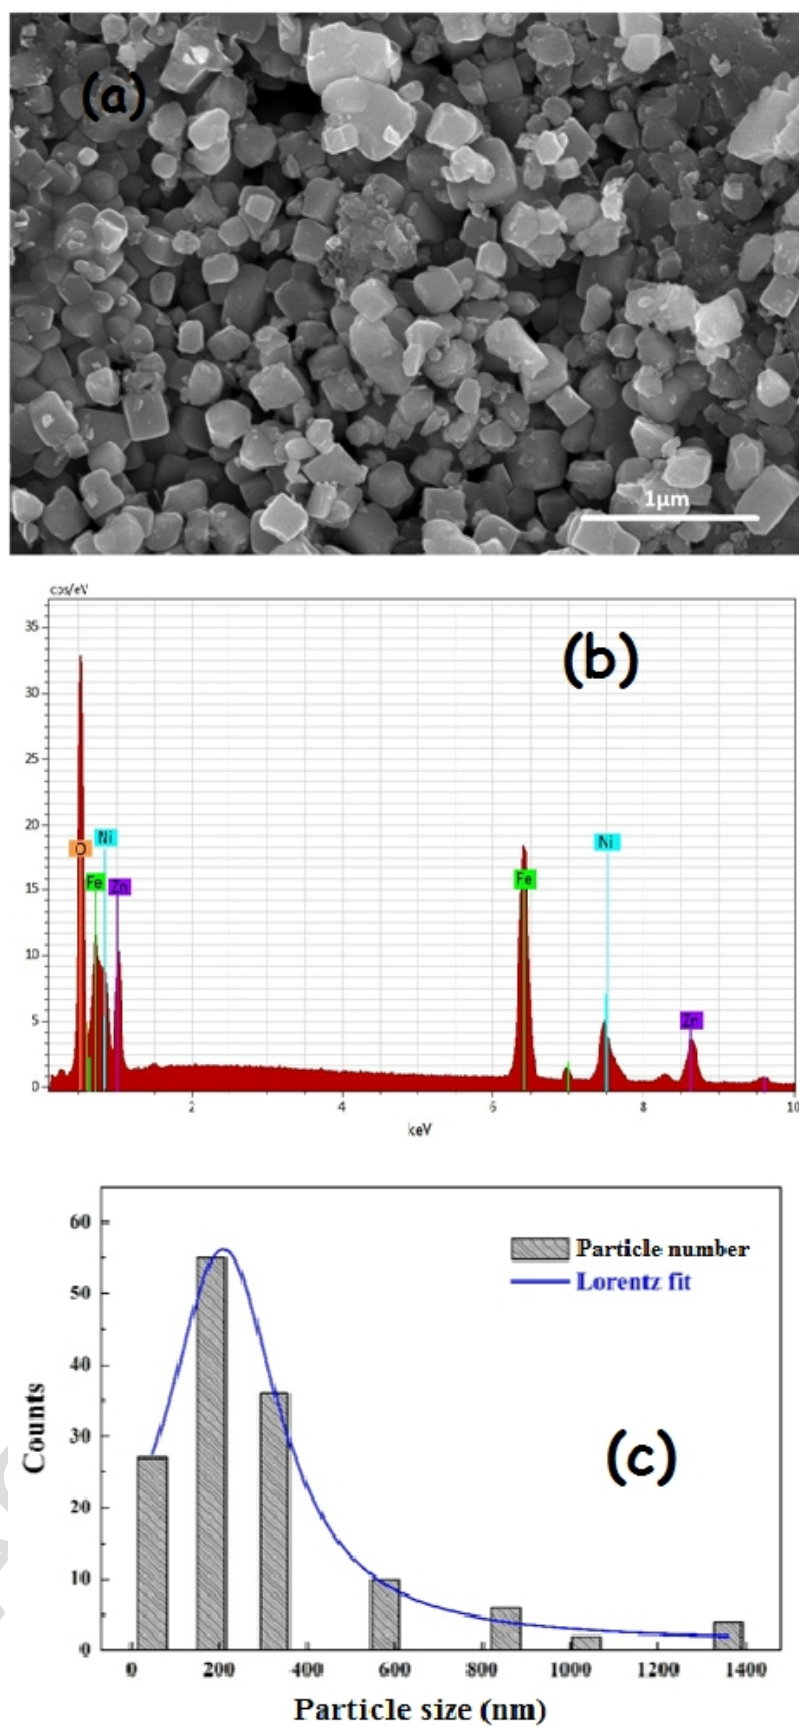 (a)
1µm
cps/eV
(b)
35
30
25
20
15
10
5
0
O
Fe
Ni
Zn
Fe
Ni
Zn
2 4 6 8 10
keV
60
50
40
30
20
10
0
Counts
Particle number
Lorentz fit
(c)
0 200 400 600 800 1000 1200 1400
Particle size (nm)